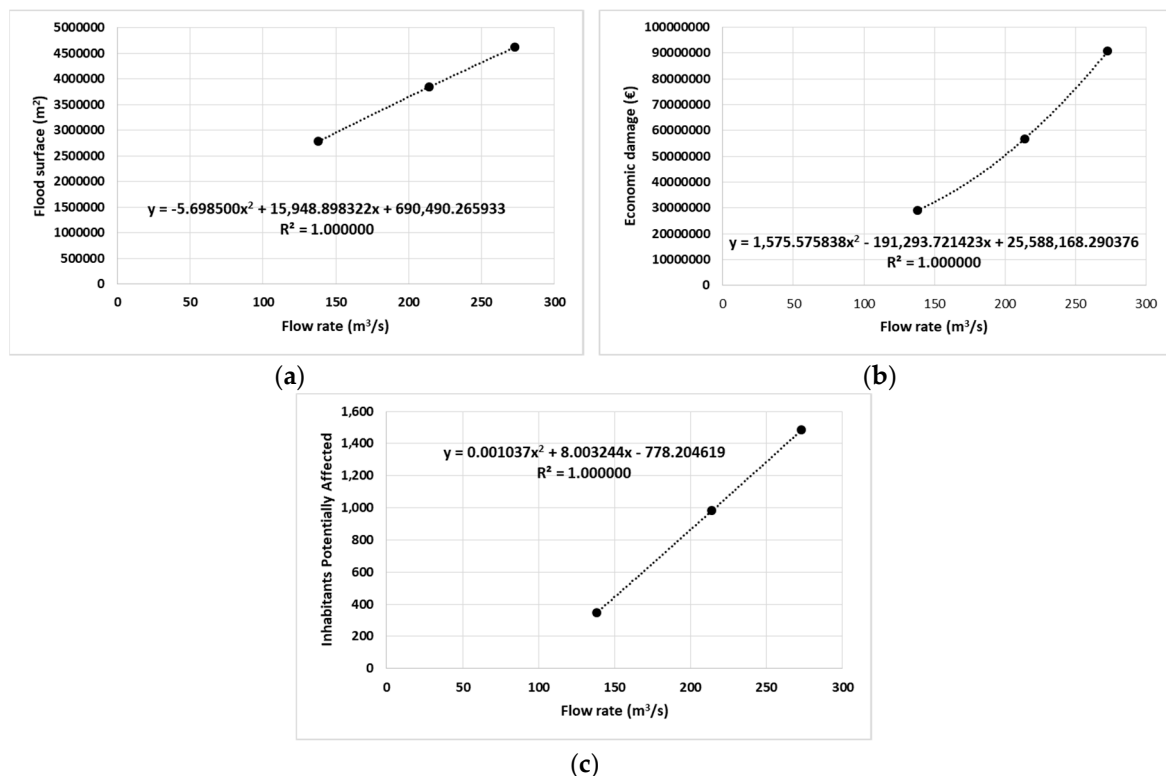 5000000
4500000
4000000
3500000
3000000
2500000
2000000
1500000
1000000
500000
0
Flood surface (m²)
y = -5.698500x² + 15,948.898322x + 690,490.265933
R² = 1.000000
0 50 100 150 200 250 300
Flow rate (m³/s)
(a)
100000000
90000000
80000000
70000000
60000000
50000000
40000000
30000000
20000000
10000000
0
Economic damage (€)
y = 1,575.575838x² - 191,293.721423x + 25,588,168.290376
R² = 1.000000
0 50 100 150 200 250 300
Flow rate (m³/s)
(b)
1,600
1,400
1,200
1,000
800
600
400
200
0
Inhabitants Potentially Affected
y = 0.001037x² + 8.003244x - 778.204619
R² = 1.000000
0 50 100 150 200 250 300
Flow rate (m³/s)
(c)